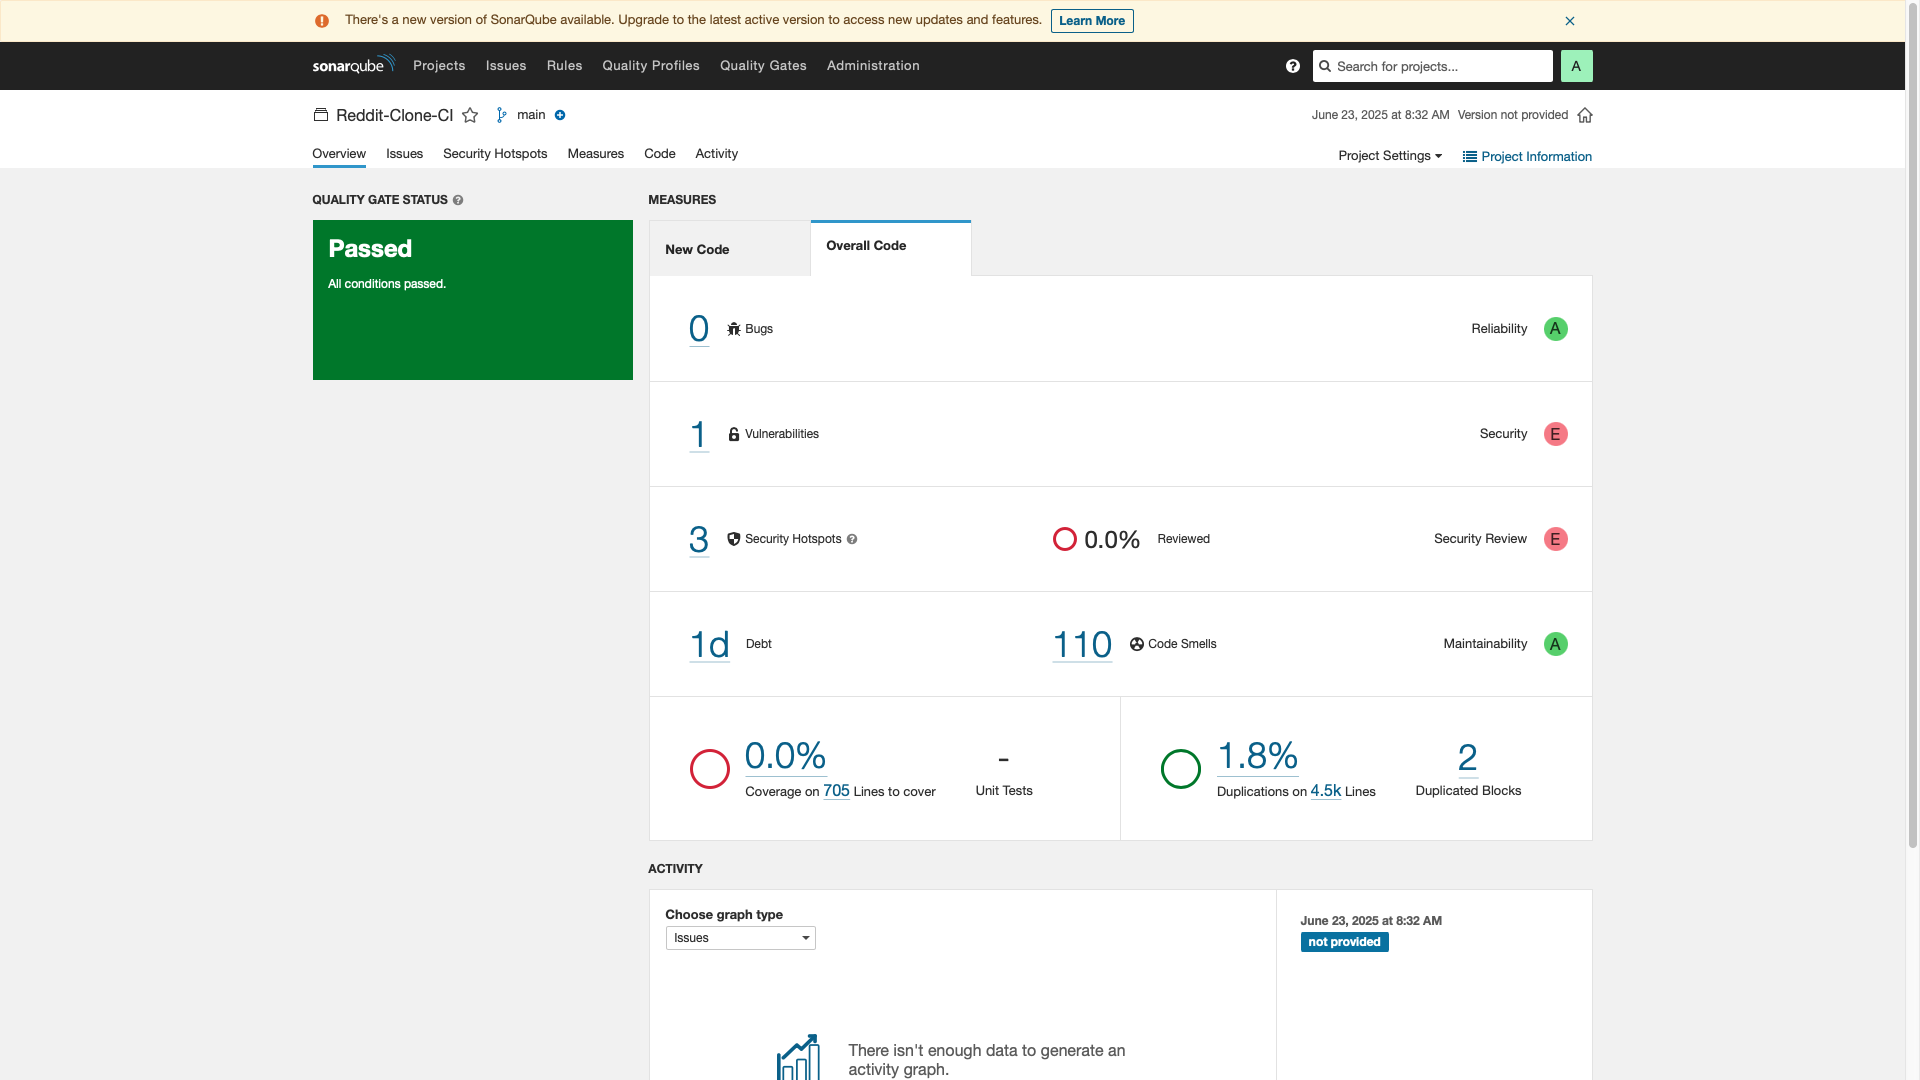 There's a new version of SonarQube available. Upgrade to the latest active version to access new updates and features. Learn More
sonarqube Projects Issues Rules Quality Profiles Quality Gates Administration Search for projects... A
Reddit-Clone-CI main June 23, 2025 at 8:32 AM Version not provided
Overview Issues Security Hotspots Measures Code Activity Project Settings Project Information
QUALITY GATE STATUS
Passed
All conditions passed.
MEASURES
New Code Overall Code
0 Bugs Reliability A
1 Vulnerabilities Security E
3 Security Hotspots 0.0% Reviewed Security Review E
1d Debt 110 Code Smells Maintainability A
0.0%
Coverage on 705 Lines to cover
-
Unit Tests
1.8%
Duplications on 4.5k Lines
2
Duplicated Blocks
ACTIVITY
Choose graph type
Issues
There isn't enough data to generate an
activity graph.
June 23, 2025 at 8:32 AM
not provided